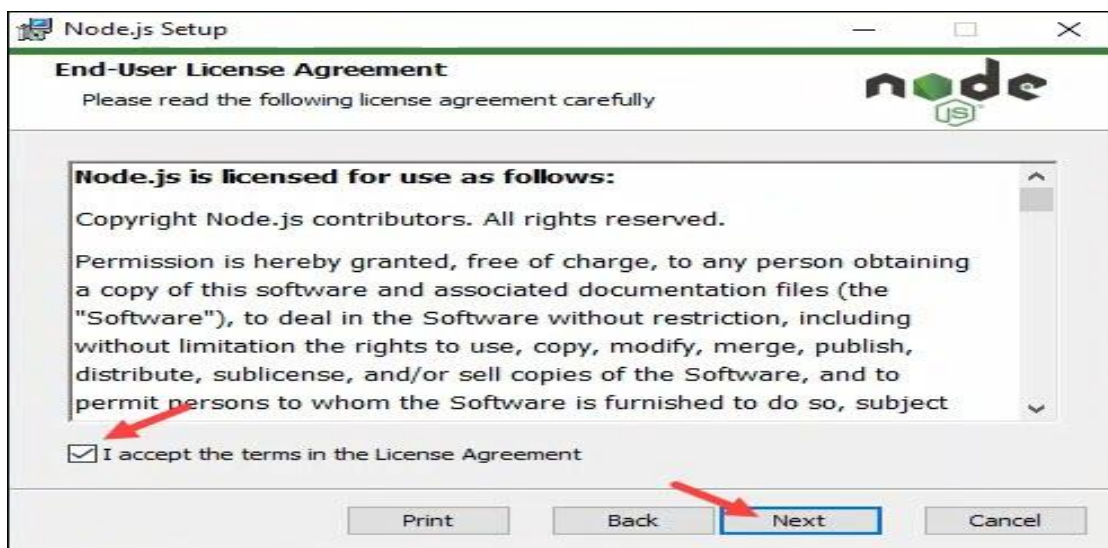 Node.js Setup
End-User License Agreement
Please read the following license agreement carefully
node
JS
Node.js is licensed for use as follows:
Copyright Node.js contributors. All rights reserved.
Permission is hereby granted, free of charge, to any person obtaining
a copy of this software and associated documentation files (the
"Software"), to deal in the Software without restriction, including
without limitation the rights to use, copy, modify, merge, publish,
distribute, sublicense, and/or sell copies of the Software, and to
permit persons to whom the Software is furnished to do so, subject
I accept the terms in the License Agreement
Print Back Next Cancel